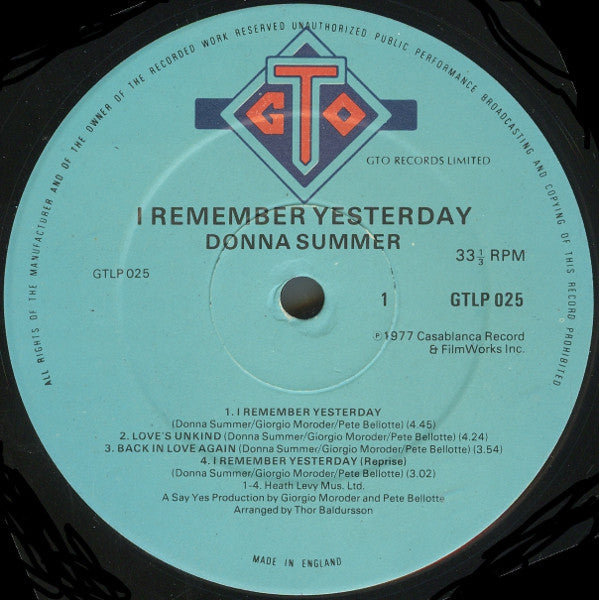 ALL RIGHTS OF THE MANUFACTURER AND OF THE OWNER OF THE RECORDED WORK RESERVED UNAUTHORIZED PUBLIC PERFORMANCE BROADCASTING AND COPYING OF THIS RECORD PROHIBITED
GTO
GTO RECORDS LIMITED
I REMEMBER YESTERDAY
DONNA SUMMER
33⅓ RPM
GTLP 025
1 GTLP 025
℗1977 Casablanca Record
& FilmWorks Inc.
1. I REMEMBER YESTERDAY
(Donna Summer/Giorgio Moroder/Pete Bellotte) (4.45)
2. LOVE'S UNKIND (Donna Summer/Giorgio Moroder/Pete Bellotte) (4.24)
3. BACK IN LOVE AGAIN (Donna Summer/Giorgio Moroder/Pete Bellotte) (3.54)
4. I REMEMBER YESTERDAY (Reprise)
(Donna Summer/Giorgio Moroder/Pete Bellotte) (3.02)
1-4. Heath Levy Mus. Ltd.
A Say Yes Production by Giorgio Moroder and Pete Bellotte
Arranged by Thor Baldursson
MADE IN ENGLAND